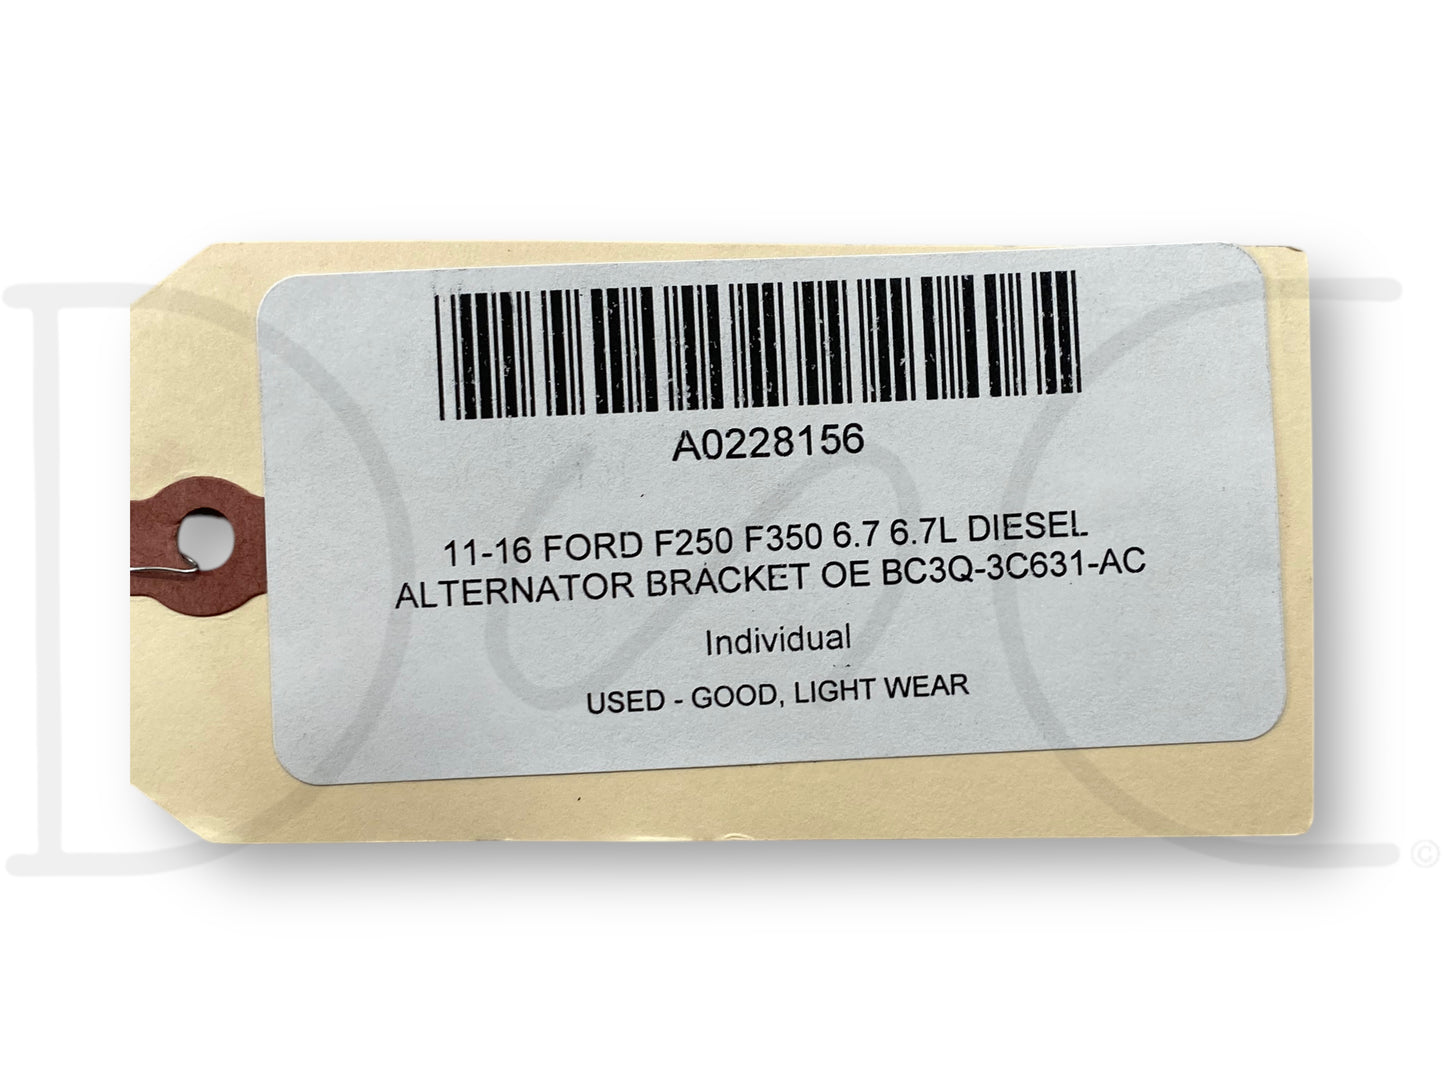 A0228156
11-16 FORD F250 F350 6.7 6.7L DIESEL
ALTERNATOR BRACKET OE BC3Q-3C631-AC
Individual
USED - GOOD, LIGHT WEAR
DSC
©